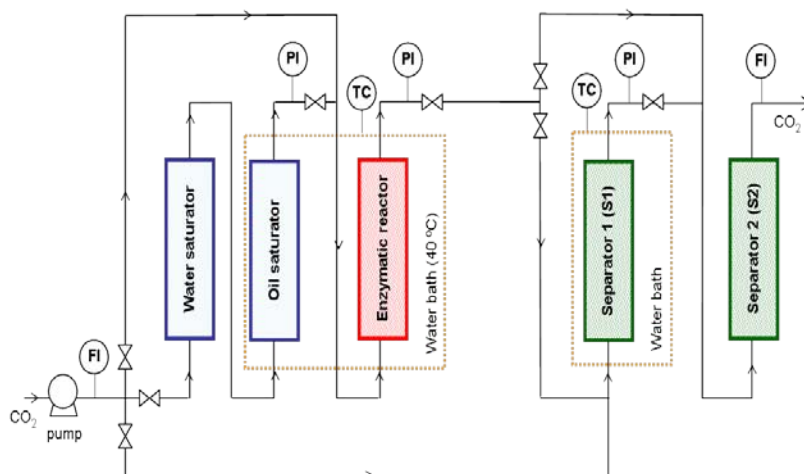 PI
PI
FI
TC
TC
PI
CO2
Water saturator
Oil saturator
Enzymatic reactor
Water bath (40 ºC)
Separator 1 (S1)
Water bath
Separator 2 (S2)
FI
CO2
pump